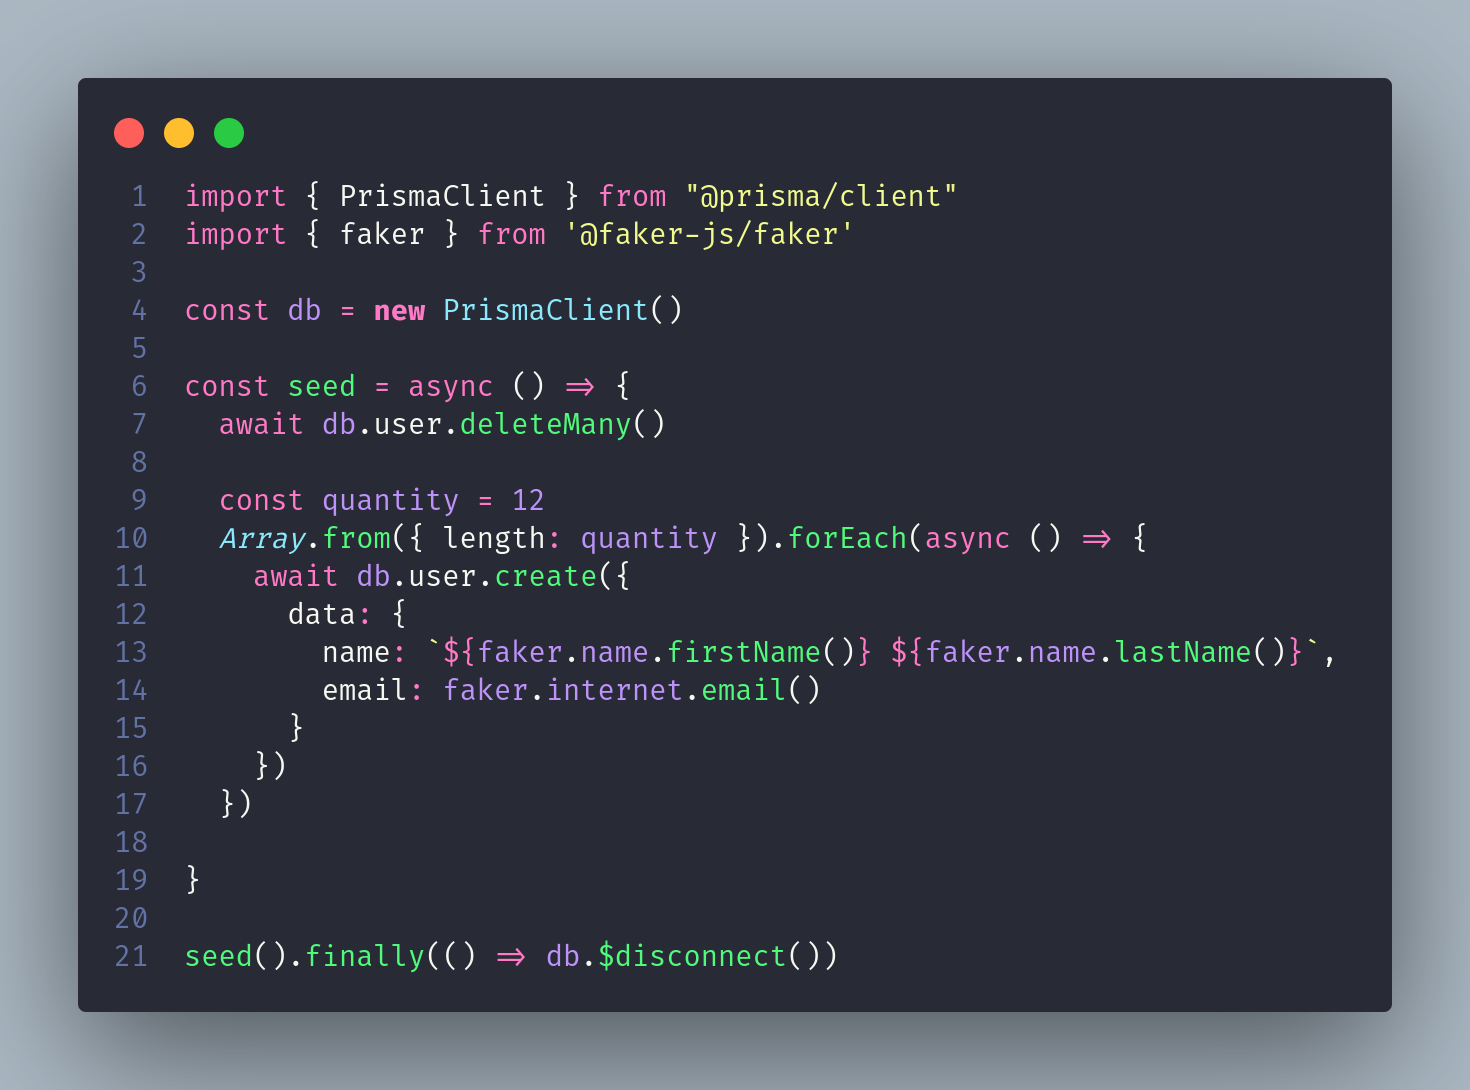 1 import { PrismaClient } from "@prisma/client"
2 import { faker } from '@faker-js/faker'
3
4 const db = new PrismaClient()
5
6 const seed = async () => {
7   await db.user.deleteMany()
8
9   const quantity = 12
10   Array.from({ length: quantity }).forEach(async () => {
11     await db.user.create({
12       data: {
13         name: `${faker.name.firstName()} ${faker.name.lastName()}`,
14         email: faker.internet.email()
15       }
16     })
17   })
18
19 }
20
21 seed().finally(() => db.$disconnect())